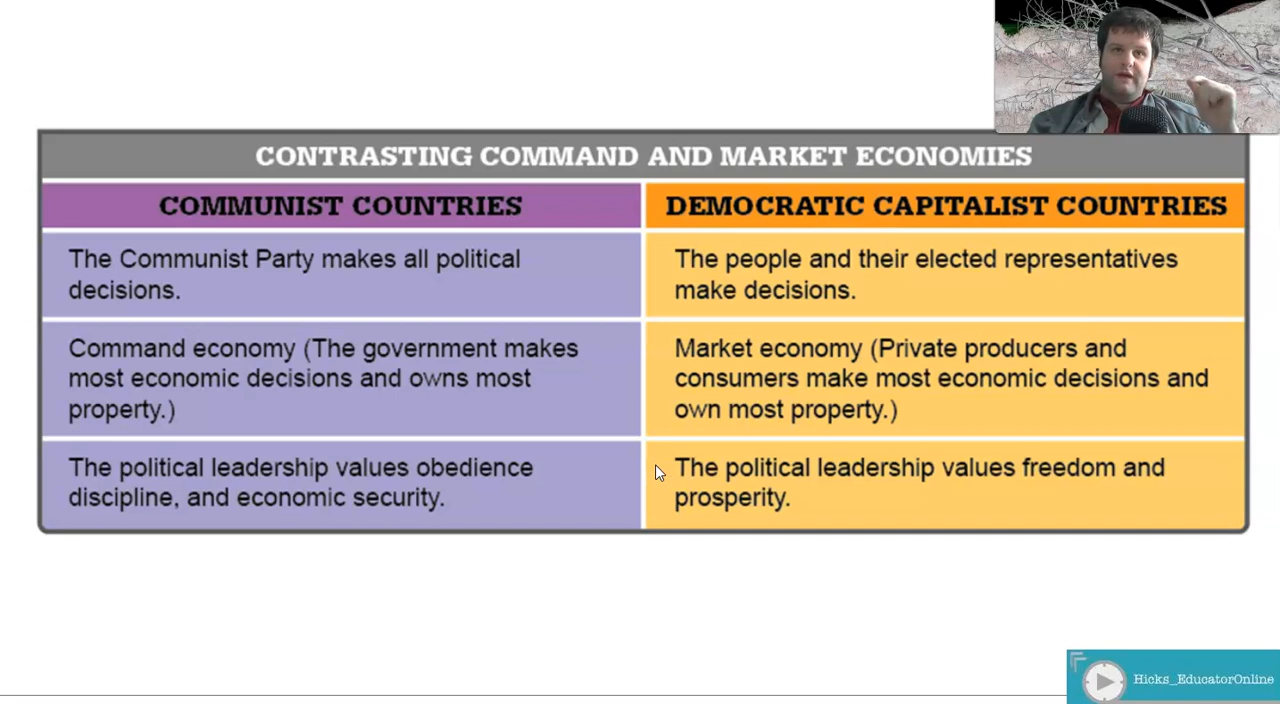 CONTRASTING COMMAND AND MARKET ECONOMIES
COMMUNIST COUNTRIES
DEMOCRATIC CAPITALIST COUNTRIES
The Communist Party makes all political
decisions.
The people and their elected representatives
make decisions.
Command economy (The government makes
most economic decisions and owns most
property.)
Market economy (Private producers and
consumers make most economic decisions and
own most property.)
The political leadership values obedience
discipline, and economic security.
The political leadership values freedom and
prosperity.
Hicks_EducatorOnline